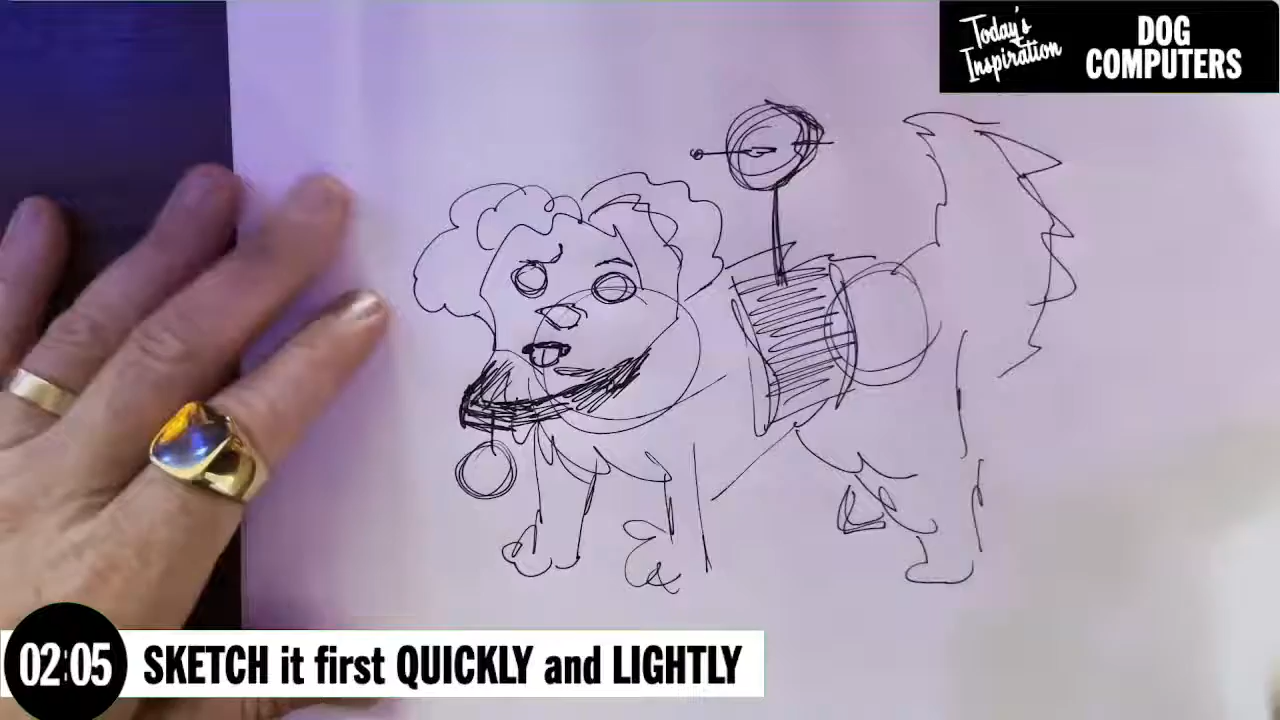 Today's
Inspiration
DOG
COMPUTERS
02:05
SKETCH it first QUICKLY and LIGHTLY